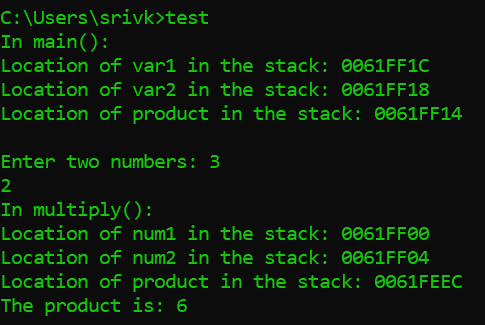 C:\Users\srivk>test
In main():
Location of var1 in the stack: 0061FF1C
Location of var2 in the stack: 0061FF18
Location of product in the stack: 0061FF14
Enter two numbers: 3
2
In multiply():
Location of num1 in the stack: 0061FF00
Location of num2 in the stack: 0061FF04
Location of product in the stack: 0061FEEC
The product is: 6